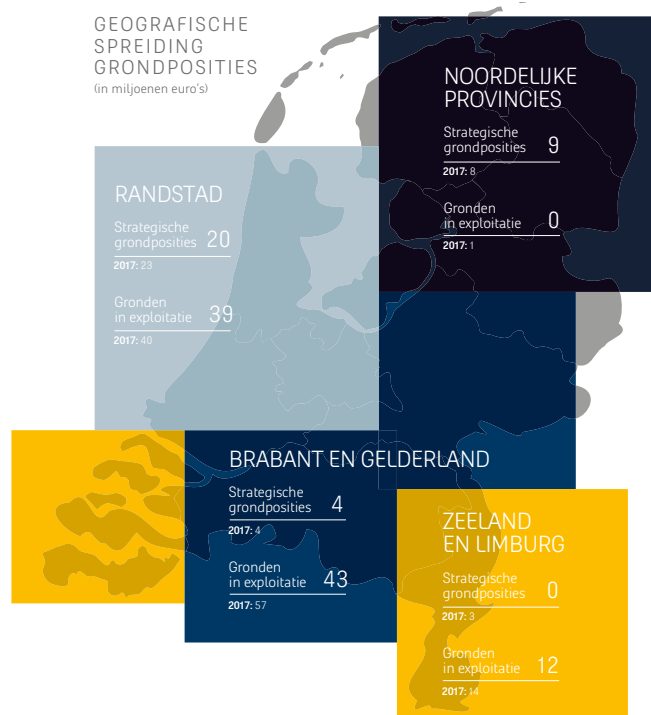 GEOGRAFISCHE
SPREIDING
GRONDPOSITIES
(in miljoenen euro's)
NOORDELIJKE
PROVINCIES
Strategische
grondposities 9
2017: 8
Gronden
in exploitatie 0
2017: 1
RANDSTAD
Strategische
grondposities 20
2017: 23
Gronden
in exploitatie 39
2017: 40
BRABANT EN GELDERLAND
Strategische
grondposities 4
2017: 4
Gronden
in exploitatie 43
2017: 57
ZEELAND
EN LIMBURG
Strategische
grondposities 0
2017: 3
Gronden
in exploitatie 12
2017: 14